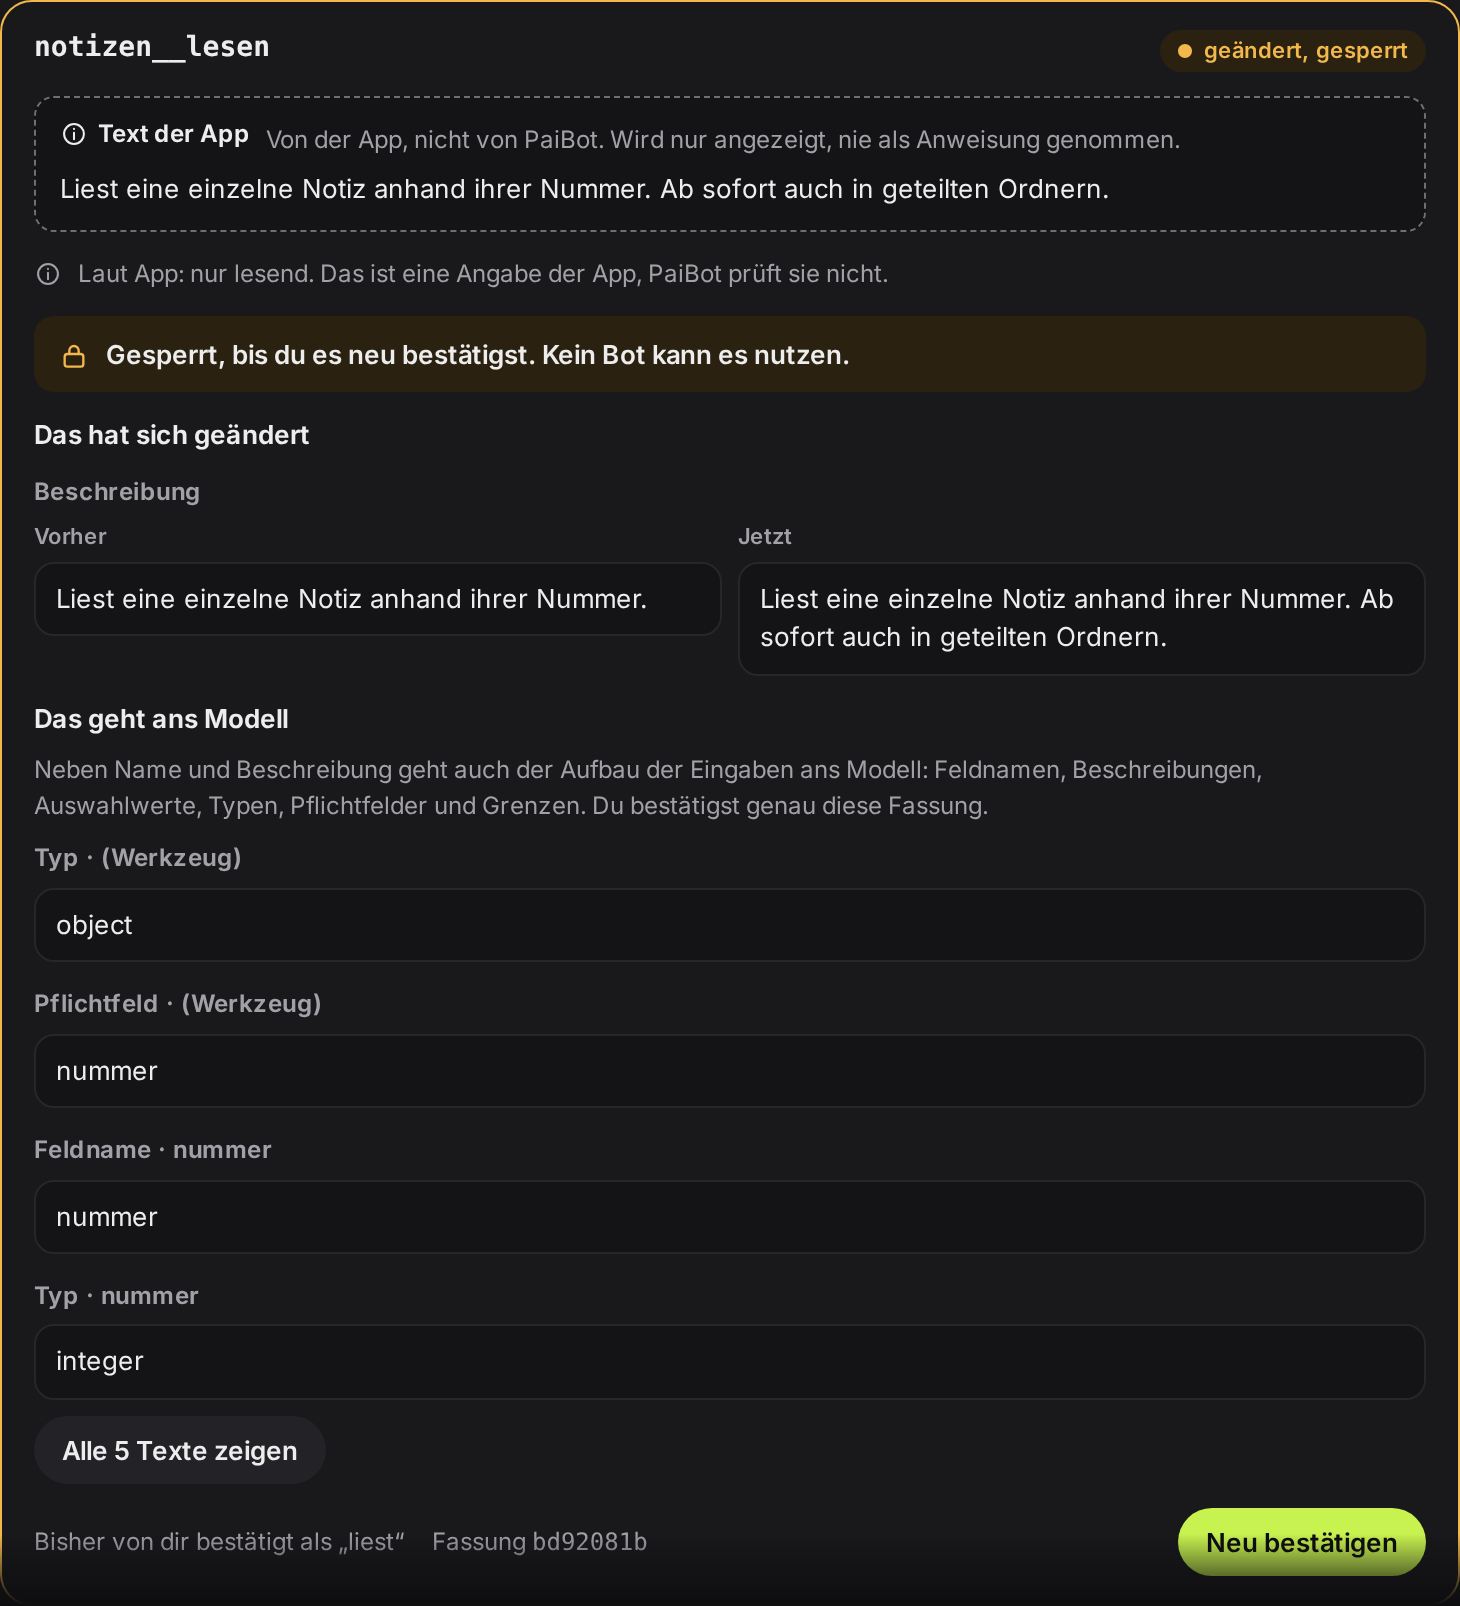 notizen__lesen
geändert, gesperrt
Text der App Von der App, nicht von PaiBot. Wird nur angezeigt, nie als Anweisung genommen.
Liest eine einzelne Notiz anhand ihrer Nummer. Ab sofort auch in geteilten Ordnern.
Laut App: nur lesend. Das ist eine Angabe der App, PaiBot prüft sie nicht.
Gesperrt, bis du es neu bestätigst. Kein Bot kann es nutzen.
Das hat sich geändert
Beschreibung
Vorher
Liest eine einzelne Notiz anhand ihrer Nummer.
Jetzt
Liest eine einzelne Notiz anhand ihrer Nummer. Ab
sofort auch in geteilten Ordnern.
Das geht ans Modell
Neben Name und Beschreibung geht auch der Aufbau der Eingaben ans Modell: Feldnamen, Beschreibungen,
Auswahlwerte, Typen, Pflichtfelder und Grenzen. Du bestätigst genau diese Fassung.
Typ · (Werkzeug)
object
Pflichtfeld · (Werkzeug)
nummer
Feldname · nummer
nummer
Typ · nummer
integer
Alle 5 Texte zeigen
Bisher von dir bestätigt als „liest“ Fassung bd92081b
Neu bestätigen